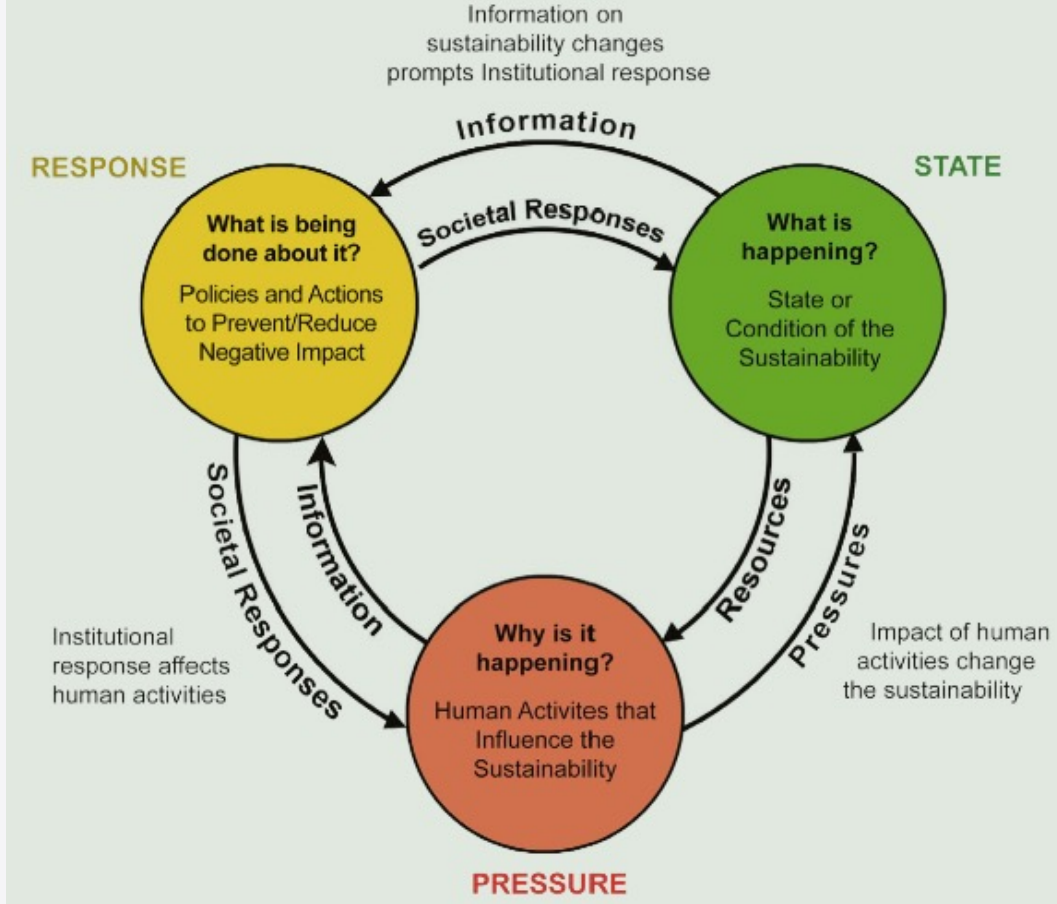 Information on
sustainability changes
prompts Institutional response
Information
RESPONSE
STATE
Societal Responses
What is being
done about it?
Policies and Actions
to Prevent/Reduce
Negative Impact
What is
happening?
State or
Condition of the
Sustainability
Societal Responses
Information
Resources
Pressures
Institutional
response affects
human activities
Why is it
happening?
Human Activites that
Influence the
Sustainability
Impact of human
activities change
the sustainability
PRESSURE